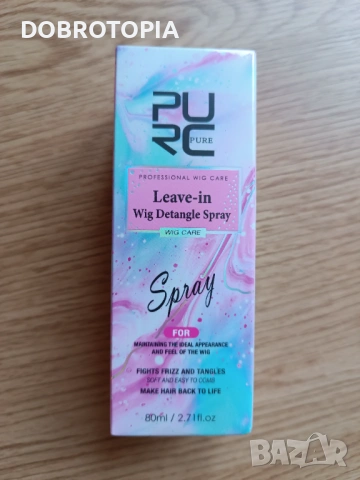 DOBROTOPIA
PURC
PURE
PROFESSIONAL WIG CARE
Leave-in
Wig Detangle Spray
WIG CARE
Spray
FOR
MAINTAINING THE IDEAL APPEARANCE
AND FEEL OF THE WIG
FIGHTS FRIZZ AND TANGLES
SOFT AND EASY TO COMB
MAKE HAIR BACK TO LIFE
80ml / 2.71fl.oz
BAZAR